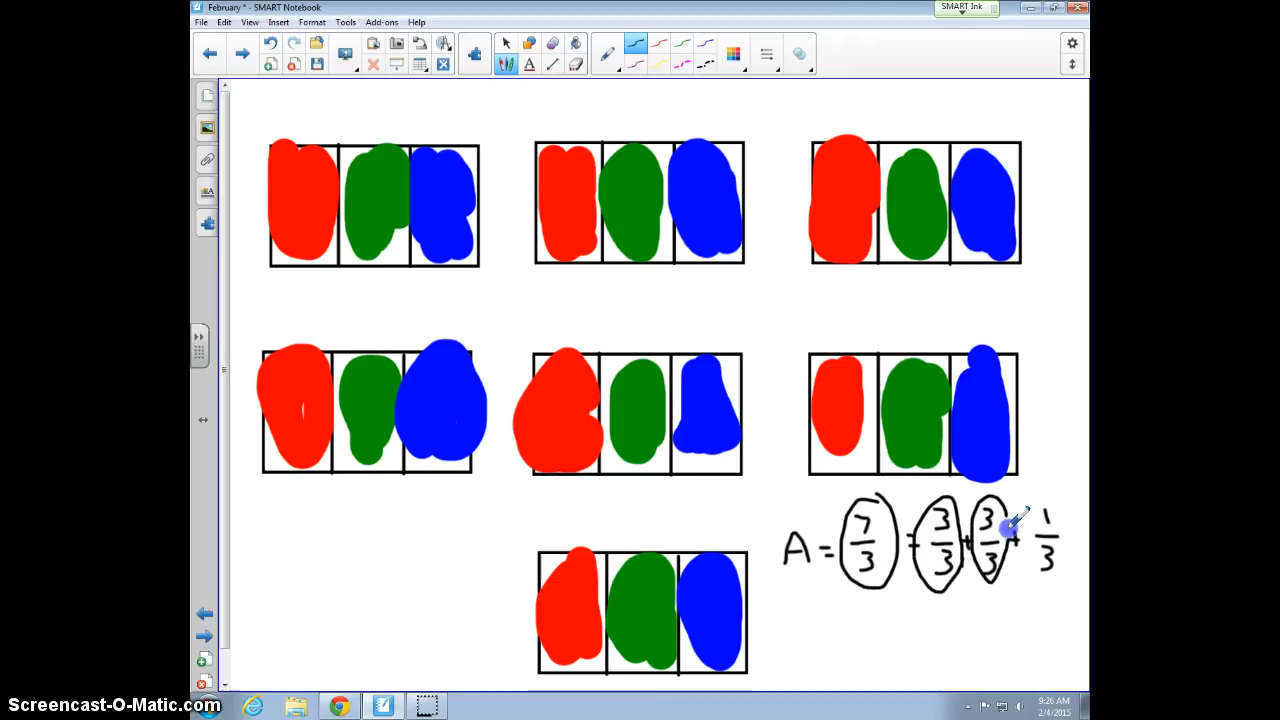 February * - SMART Notebook
SMART Ink
File Edit View Insert Format Tools Add-ons Help
A = 7/3 = 3/3 + 3/3 + 1/3
Screencast-O-Matic.com
9:26 AM
2/4/2015